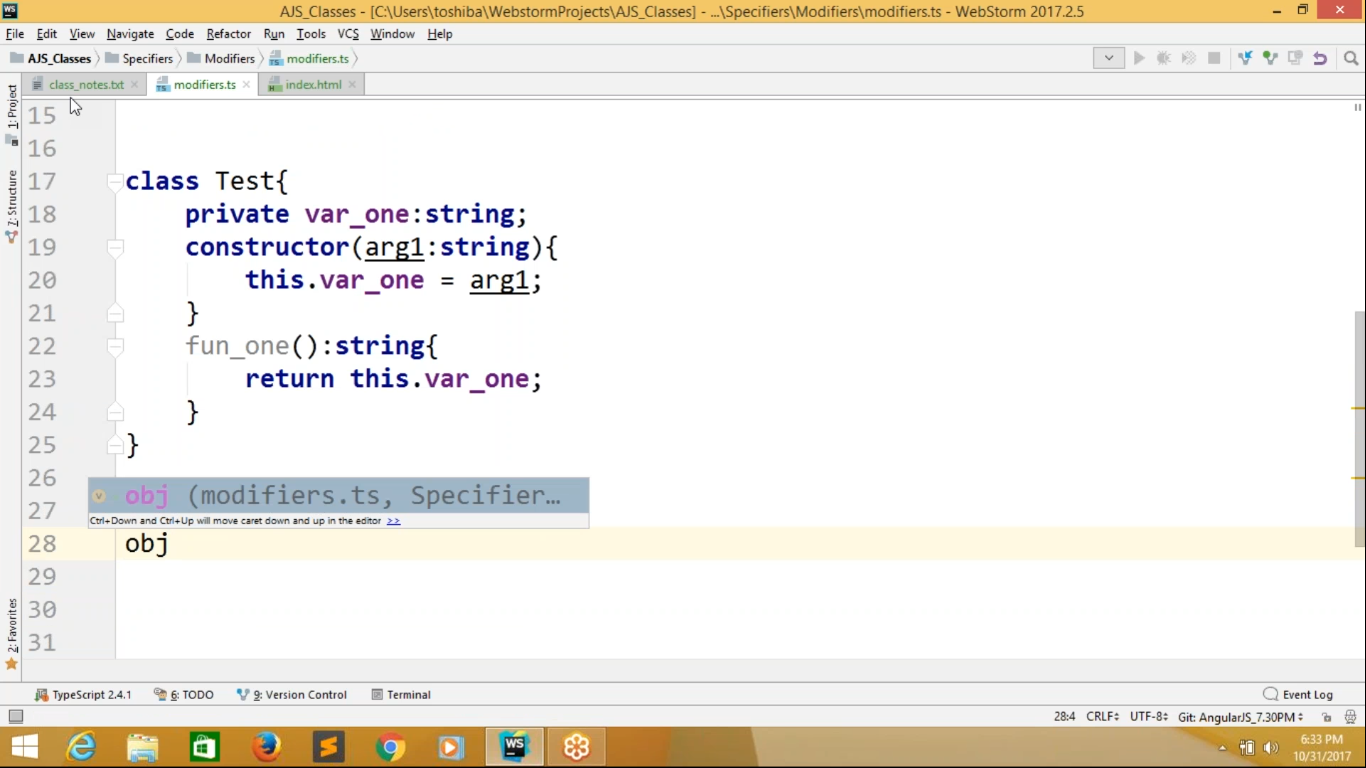 AJS_Classes - [C:\Users\toshiba\WebstormProjects\AJS_Classes] - ...\Specifiers\Modifiers\modifiers.ts - WebStorm 2017.2.5
File Edit View Navigate Code Refactor Run Tools VCS Window Help
AJS_Classes Specifiers Modifiers modifiers.ts
class_notes.txt modifiers.ts index.html
1: Project
7: Structure
2: Favorites
15
16
17 class Test{
18 private var_one:string;
19 constructor(arg1:string){
20 this.var_one = arg1;
21 }
22 fun_one():string{
23 return this.var_one;
24 }
25 }
26
obj (modifiers.ts, Specifier…
27
Ctrl+Down and Ctrl+Up will move caret down and up in the editor >>
28 obj
29
30
31
TypeScript 2.4.1 6: TODO 9: Version Control Terminal Event Log
28:4 CRLF UTF-8 Git: AngularJS_7.30PM
6:33 PM
10/31/2017